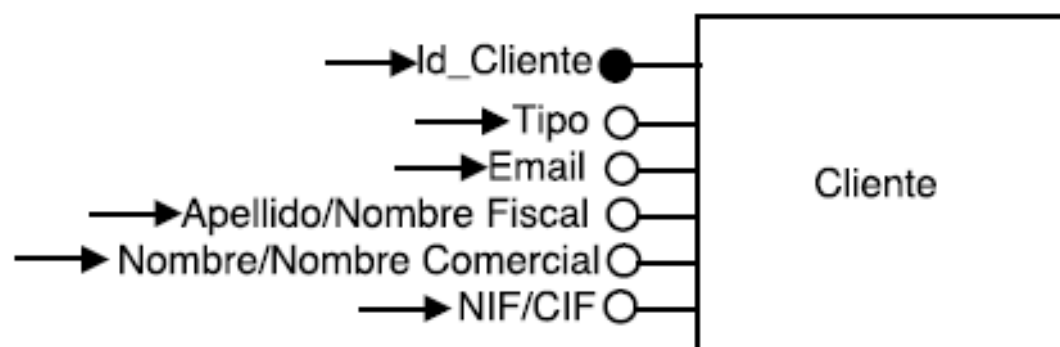 Id_Cliente
Tipo
Email
Cliente
Apellido/Nombre Fiscal
Nombre/Nombre Comercial
NIF/CIF